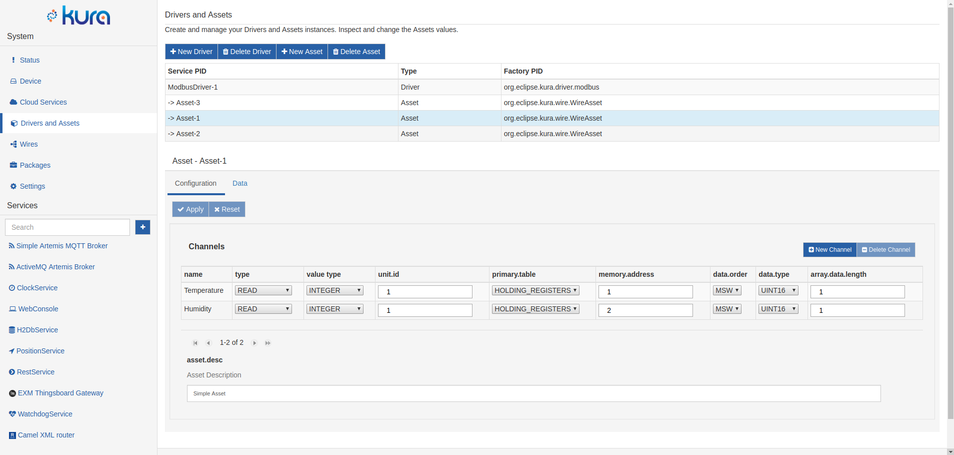 kura
System
Status
Device
Cloud Services
Drivers and Assets
Wires
Packages
Settings
Services
Search
Simple Artemis MQTT Broker
ActiveMQ Artemis Broker
ClockService
WebConsole
H2DbService
PositionService
RestService
EXM Thingsboard Gateway
WatchdogService
Camel XML router
Drivers and Assets
Create and manage your Drivers and Assets instances. Inspect and change the Assets values.
New Driver Delete Driver New Asset Delete Asset
Service PID Type Factory PID
ModbusDriver-1 Driver org.eclipse.kura.driver.modbus
-> Asset-3 Asset org.eclipse.kura.wire.WireAsset
-> Asset-1 Asset org.eclipse.kura.wire.WireAsset
-> Asset-2 Asset org.eclipse.kura.wire.WireAsset
Asset - Asset-1
Configuration Data
Apply Reset
Channels
New Channel Delete Channel
name type value type unit.id primary.table memory.address data.order data.type array.data.length
Temperature READ INTEGER 1 HOLDING_REGISTERS 1 MSW UINT16 1
Humidity READ INTEGER 1 HOLDING_REGISTERS 2 MSW UINT16 1
1-2 of 2
asset.desc
Asset Description
Simple Asset